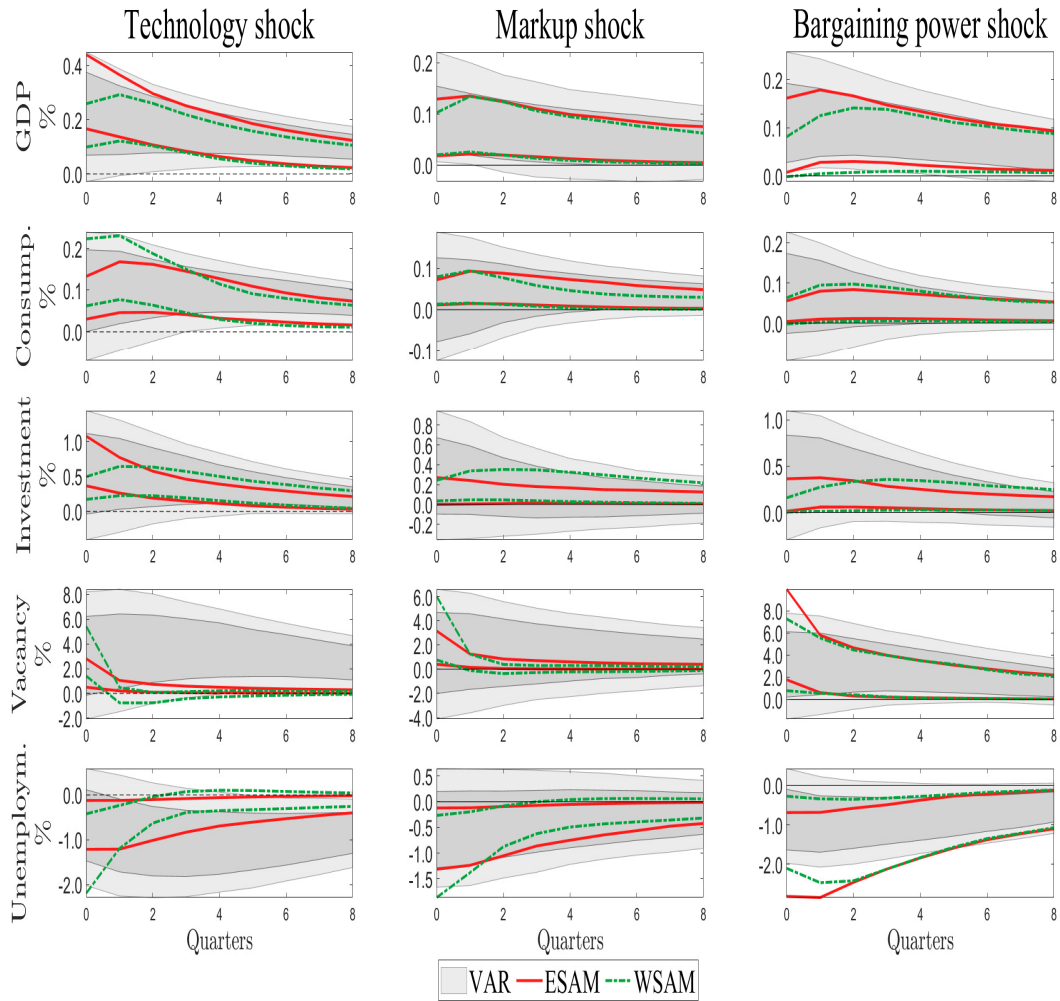 Technology shock Markup shock Bargaining power shock
GDP
%
0.4
0.2
0.0
0 2 4 6 8
0.2
0.1
0.0
0 2 4 6 8
0.2
0.1
0.0
0 2 4 6 8
Consump.
%
0.2
0.1
0.0
0 2 4 6 8
0.1
0.0
-0.1
0 2 4 6 8
0.2
0.1
0.0
0 2 4 6 8
Investment
%
1.0
0.5
0.0
0 2 4 6 8
0.8
0.6
0.4
0.2
0.0
-0.2
0 2 4 6 8
1.0
0.5
0.0
0 2 4 6 8
Vacancy
%
8.0
6.0
4.0
2.0
0.0
-2.0
0 2 4 6 8
6.0
4.0
2.0
0.0
-2.0
-4.0
0 2 4 6 8
8.0
6.0
4.0
2.0
0.0
0 2 4 6 8
Unemploym.
%
0.0
-1.0
-2.0
0 2 4 6 8
0.5
0.0
-0.5
-1.0
-1.5
0 2 4 6 8
0.0
-1.0
-2.0
0 2 4 6 8
Quarters Quarters Quarters
VAR ESAM WSAM